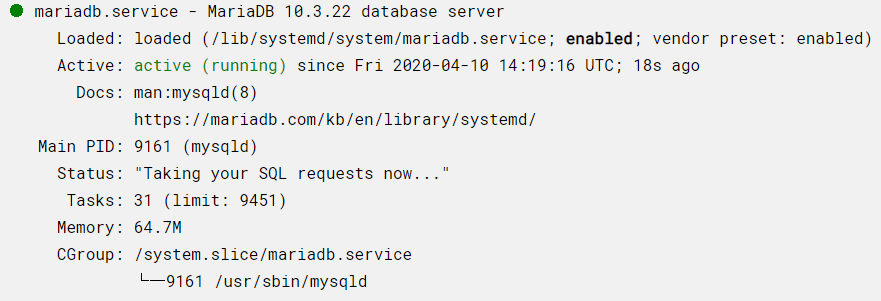 ● mariadb.service - MariaDB 10.3.22 database server
Loaded: loaded (/lib/systemd/system/mariadb.service; enabled; vendor preset: enabled)
Active: active (running) since Fri 2020-04-10 14:19:16 UTC; 18s ago
Docs: man:mysqld(8)
https://mariadb.com/kb/en/library/systemd/
Main PID: 9161 (mysqld)
Status: "Taking your SQL requests now..."
Tasks: 31 (limit: 9451)
Memory: 64.7M
CGroup: /system.slice/mariadb.service
└─9161 /usr/sbin/mysqld